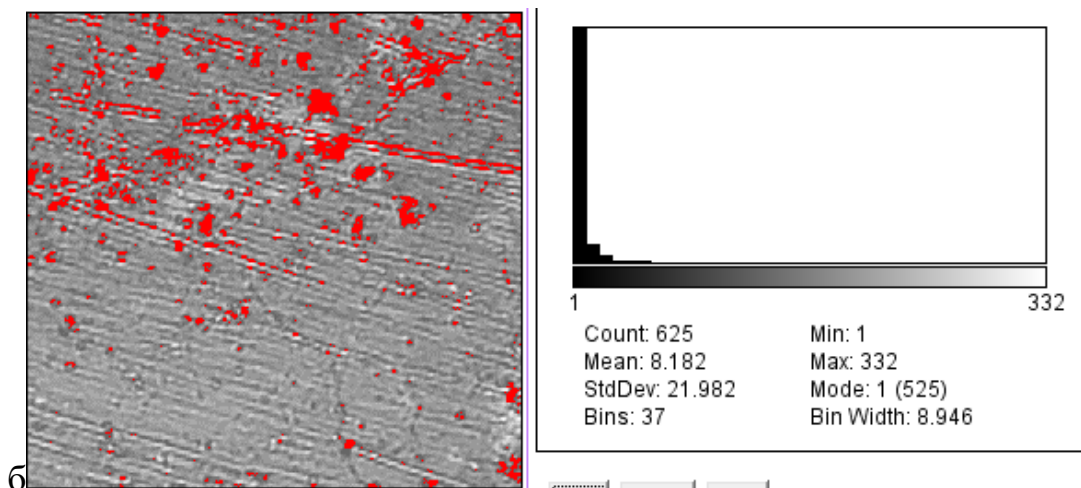 1 332
Count: 625 Min: 1
Mean: 8.182 Max: 332
StdDev: 21.982 Mode: 1 (525)
Bins: 37 Bin Width: 8.946
б